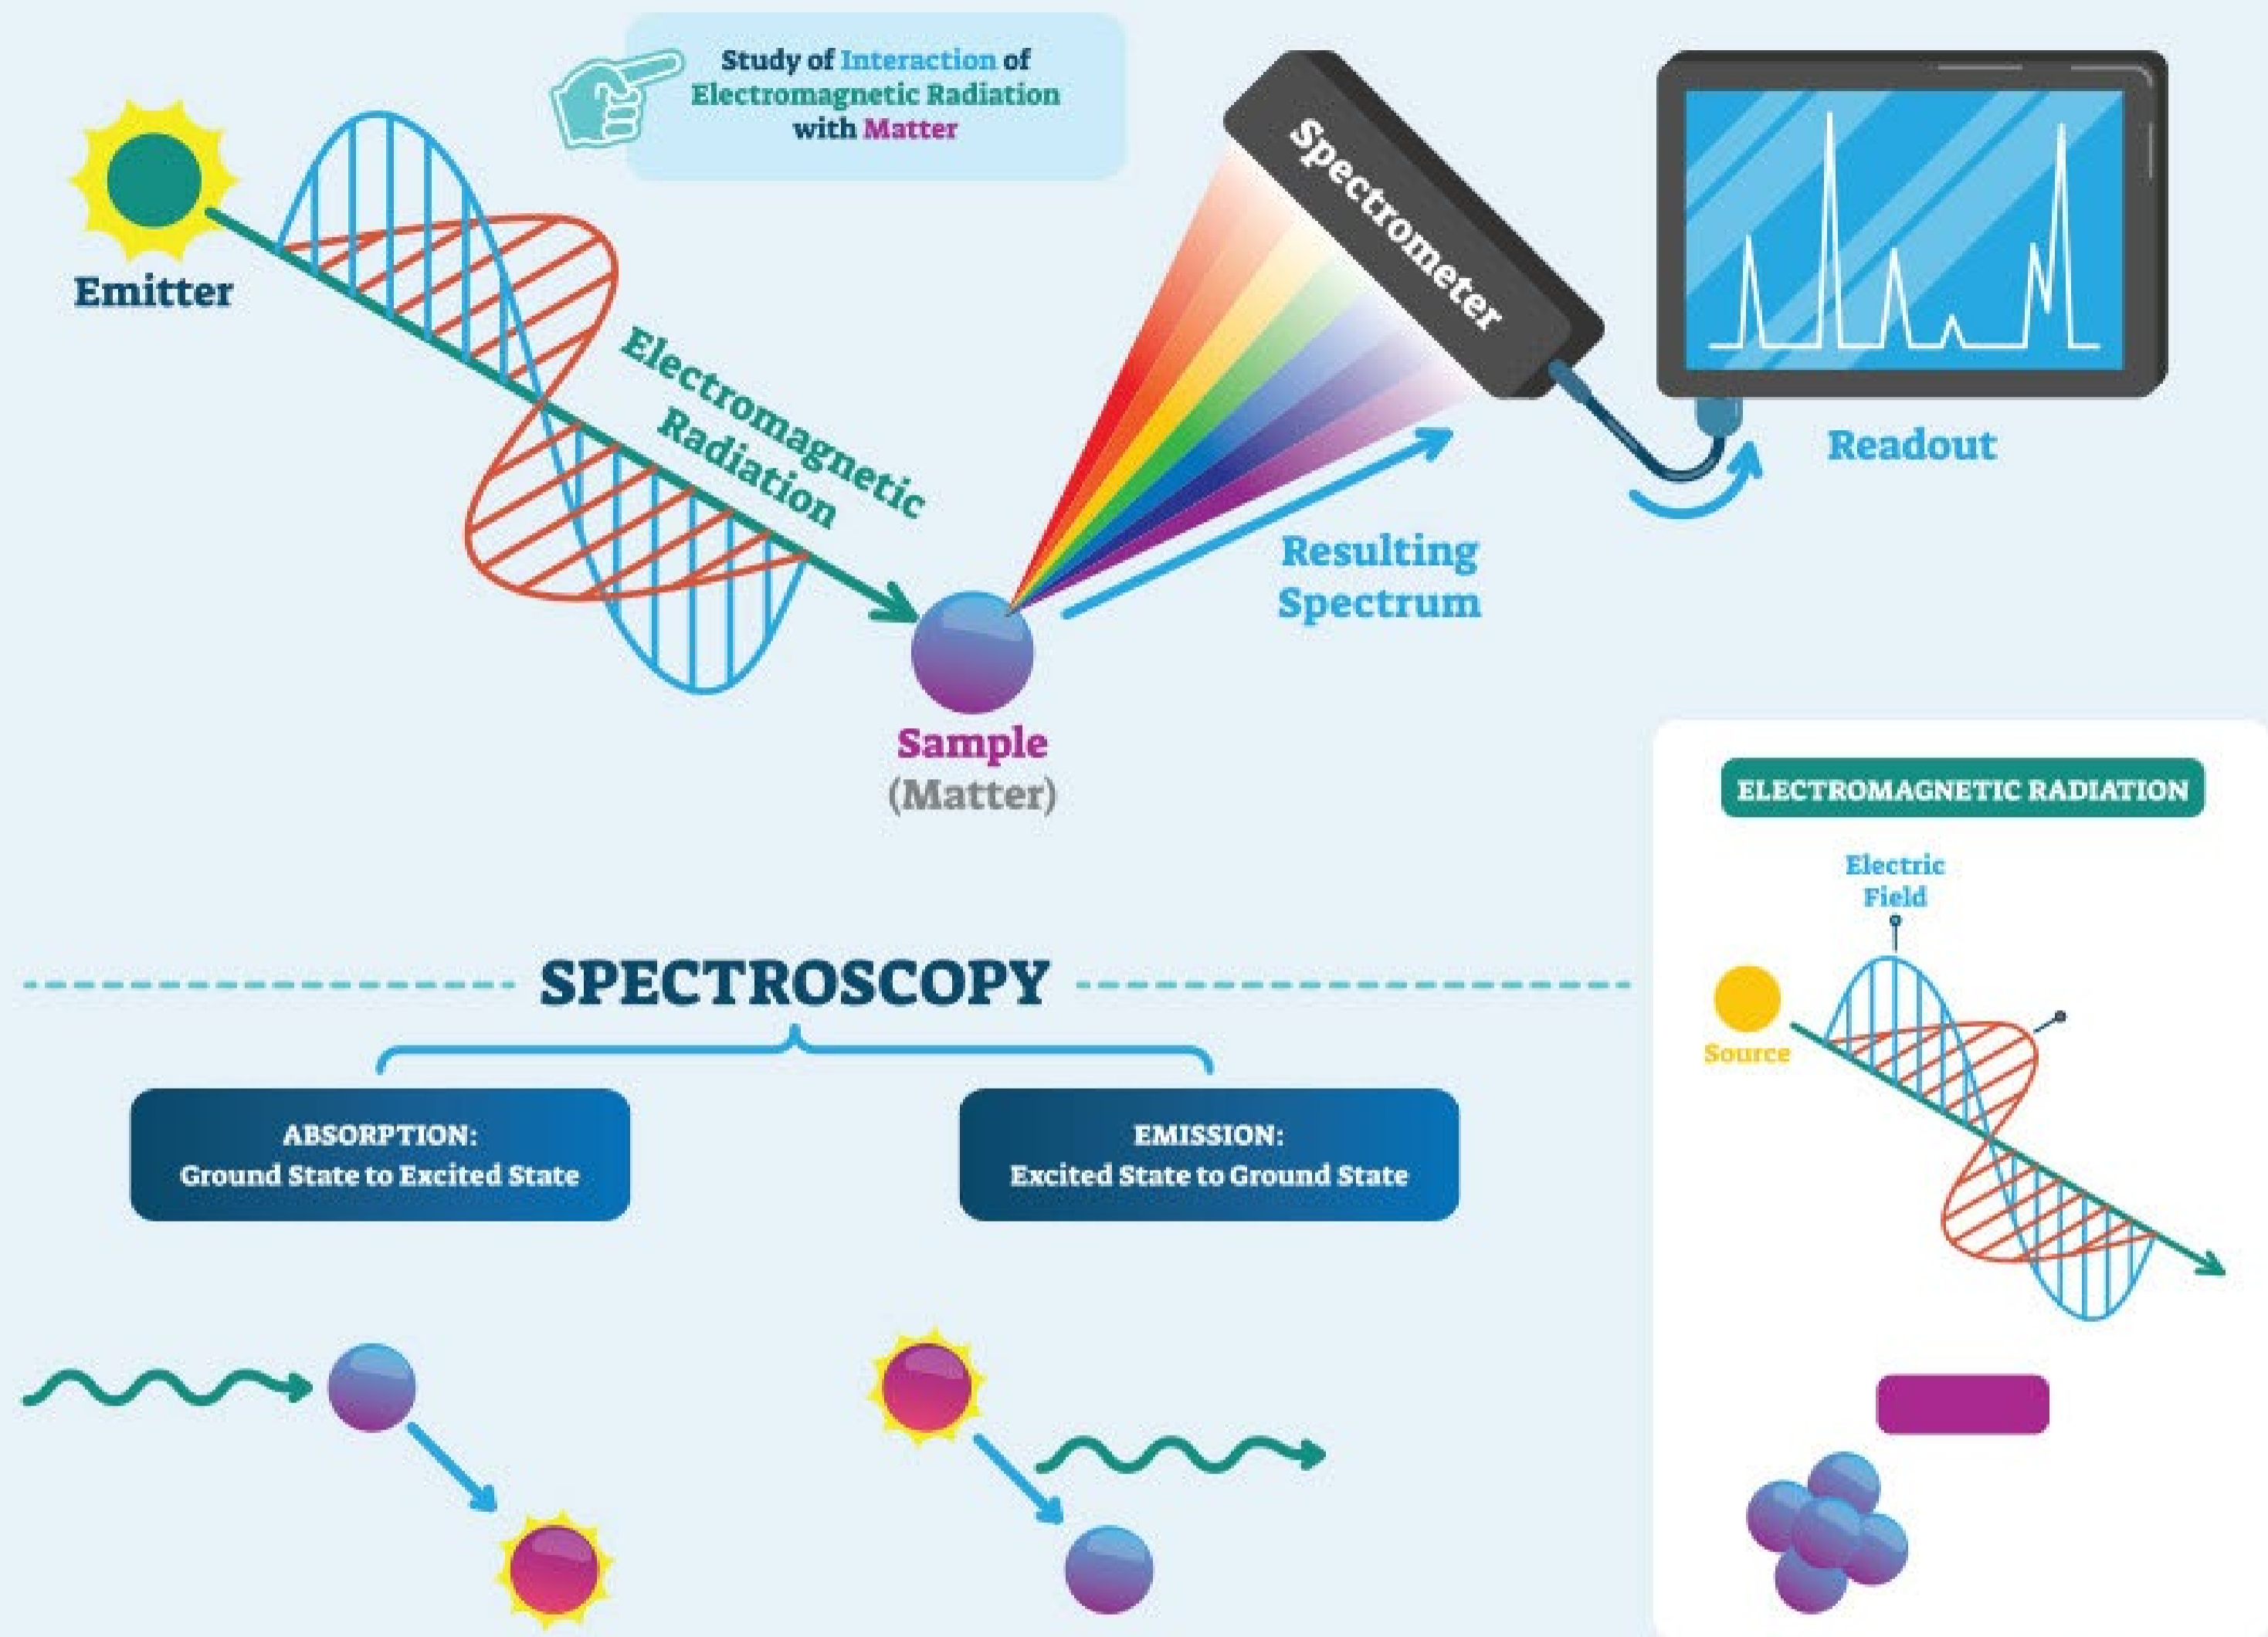 Study of Interaction of
Electromagnetic Radiation
with Matter
Emitter
Electromagnetic
Radiation
Sample
(Matter)
Spectrometer
Resulting
Spectrum
Readout
SPECTROSCOPY
ABSORPTION:
Ground State to Excited State
EMISSION:
Excited State to Ground State
ELECTROMAGNETIC RADIATION
Electric
Field
Source